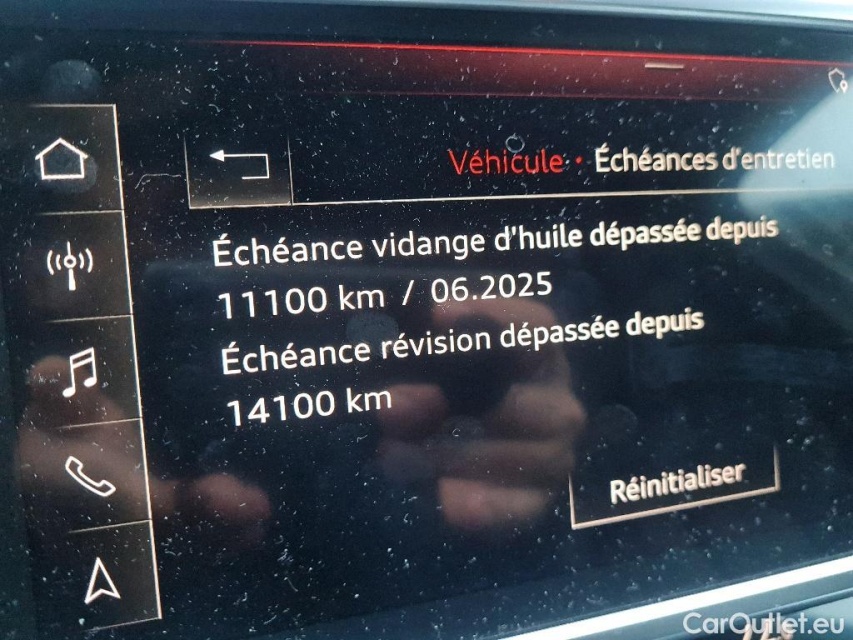 Véhicule · Échéances d'entretien
Échéance vidange d'huile dépassée depuis
11100 km / 06.2025
Échéance révision dépassée depuis
14100 km
Réinitialiser
CarOutlet.eu